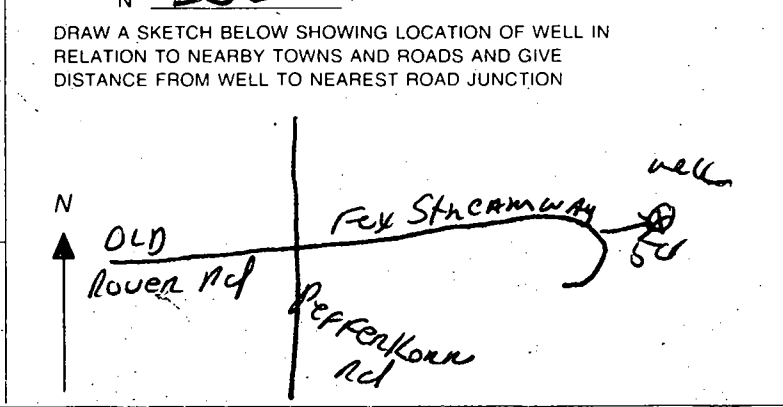 N
DRAW A SKETCH BELOW SHOWING LOCATION OF WELL IN
RELATION TO NEARBY TOWNS AND ROADS AND GIVE
DISTANCE FROM WELL TO NEAREST ROAD JUNCTION
well
N
Fox Streamway
OLD
Rover Rd
Pfefferkorn
Rd